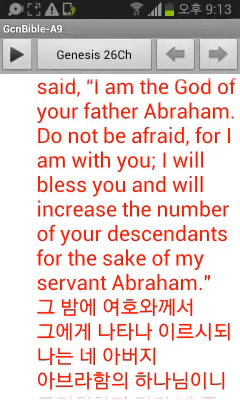 오후 9:13
GcnBible-A9
Genesis 26Ch
said, "I am the God of
your father Abraham.
Do not be afraid, for I
am with you; I will
bless you and will
increase the number
of your descendants
for the sake of my
servant Abraham."
그 밤에 여호와께서
그에게 나타나 이르시되
나는 네 아버지
아브라함의 하나님이니